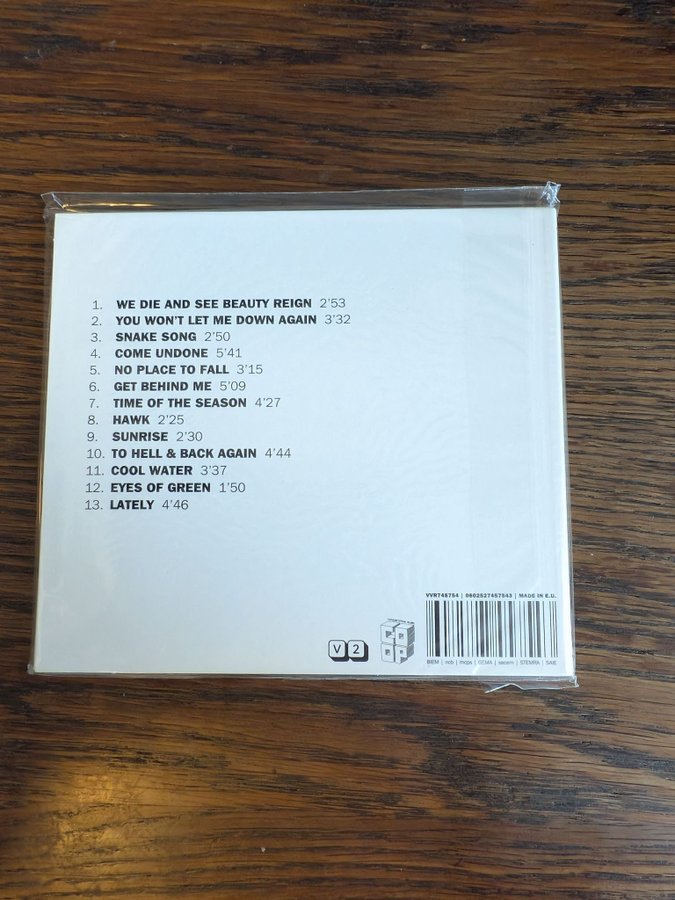 1. WE DIE AND SEE BEAUTY REIGN 2'53
2. YOU WON'T LET ME DOWN AGAIN 3'32
3. SNAKE SONG 2'50
4. COME UNDONE 5'41
5. NO PLACE TO FALL 3'15
6. GET BEHIND ME 5'09
7. TIME OF THE SEASON 4'27
8. HAWK 2'25
9. SUNRISE 2'30
10. TO HELL & BACK AGAIN 4'44
11. COOL WATER 3'37
12. EYES OF GREEN 1'50
13. LATELY 4'46
VVR745754 | 0602527457543 | MADE IN E.U.
V2
BIEM | ncb | mcps | GEMA | sacem | STEMRA | SAIE